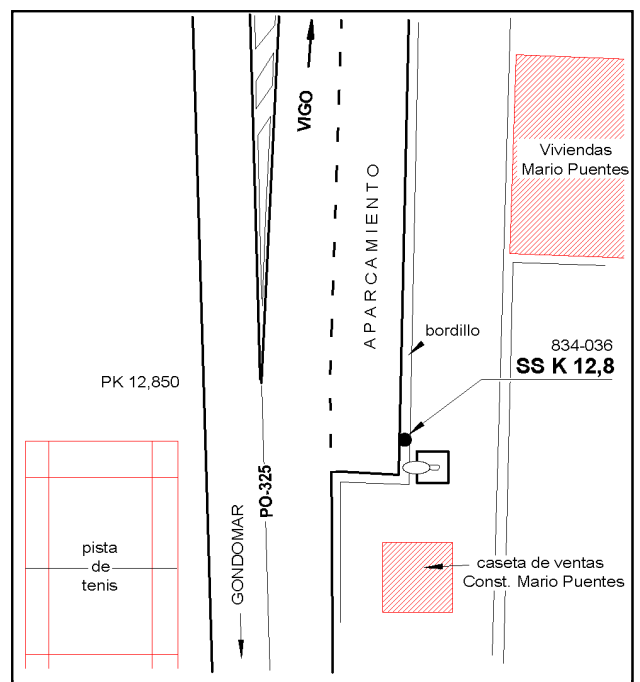 VIGO
Viviendas
Mario Puentes
APARCAMIENTO
bordillo
834-036
SS K 12,8
PK 12,850
PO-325
GONDOMAR
pista
de
tenis
caseta de ventas
Const. Mario Puentes